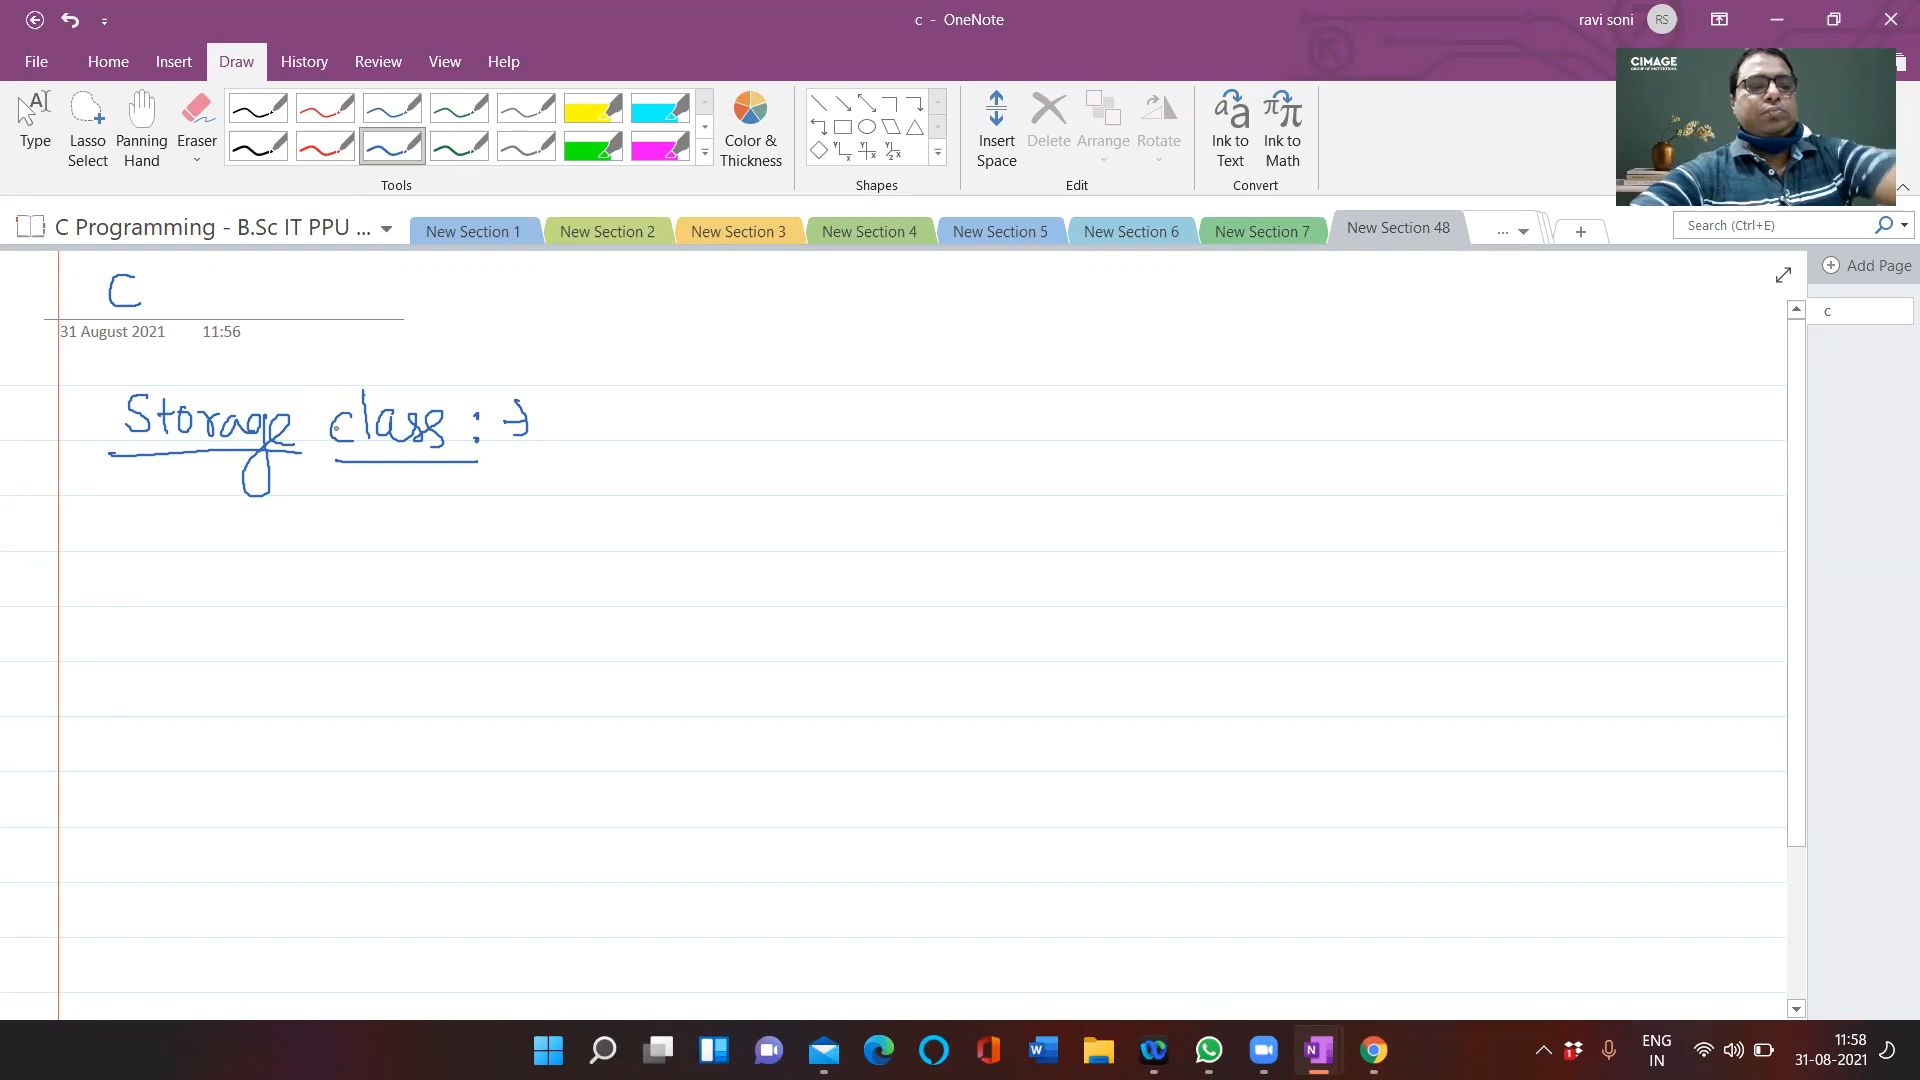 c - OneNote
ravi soni
RS
File Home Insert Draw History Review View Help
CIMAGE
GROUP OF INSTITUTIONS
Type
Lasso Select
Panning Hand
Eraser
Color & Thickness
Insert Space
Delete
Arrange
Rotate
Ink to Text
Ink to Math
Tools
Shapes
Edit
Convert
C Programming - B.Sc IT PPU ...
New Section 1
New Section 2
New Section 3
New Section 4
New Section 5
New Section 6
New Section 7
New Section 48
...
Search (Ctrl+E)
Add Page
c
C
31 August 2021 11:56
Storage class : →
ENG
IN
11:58
31-08-2021